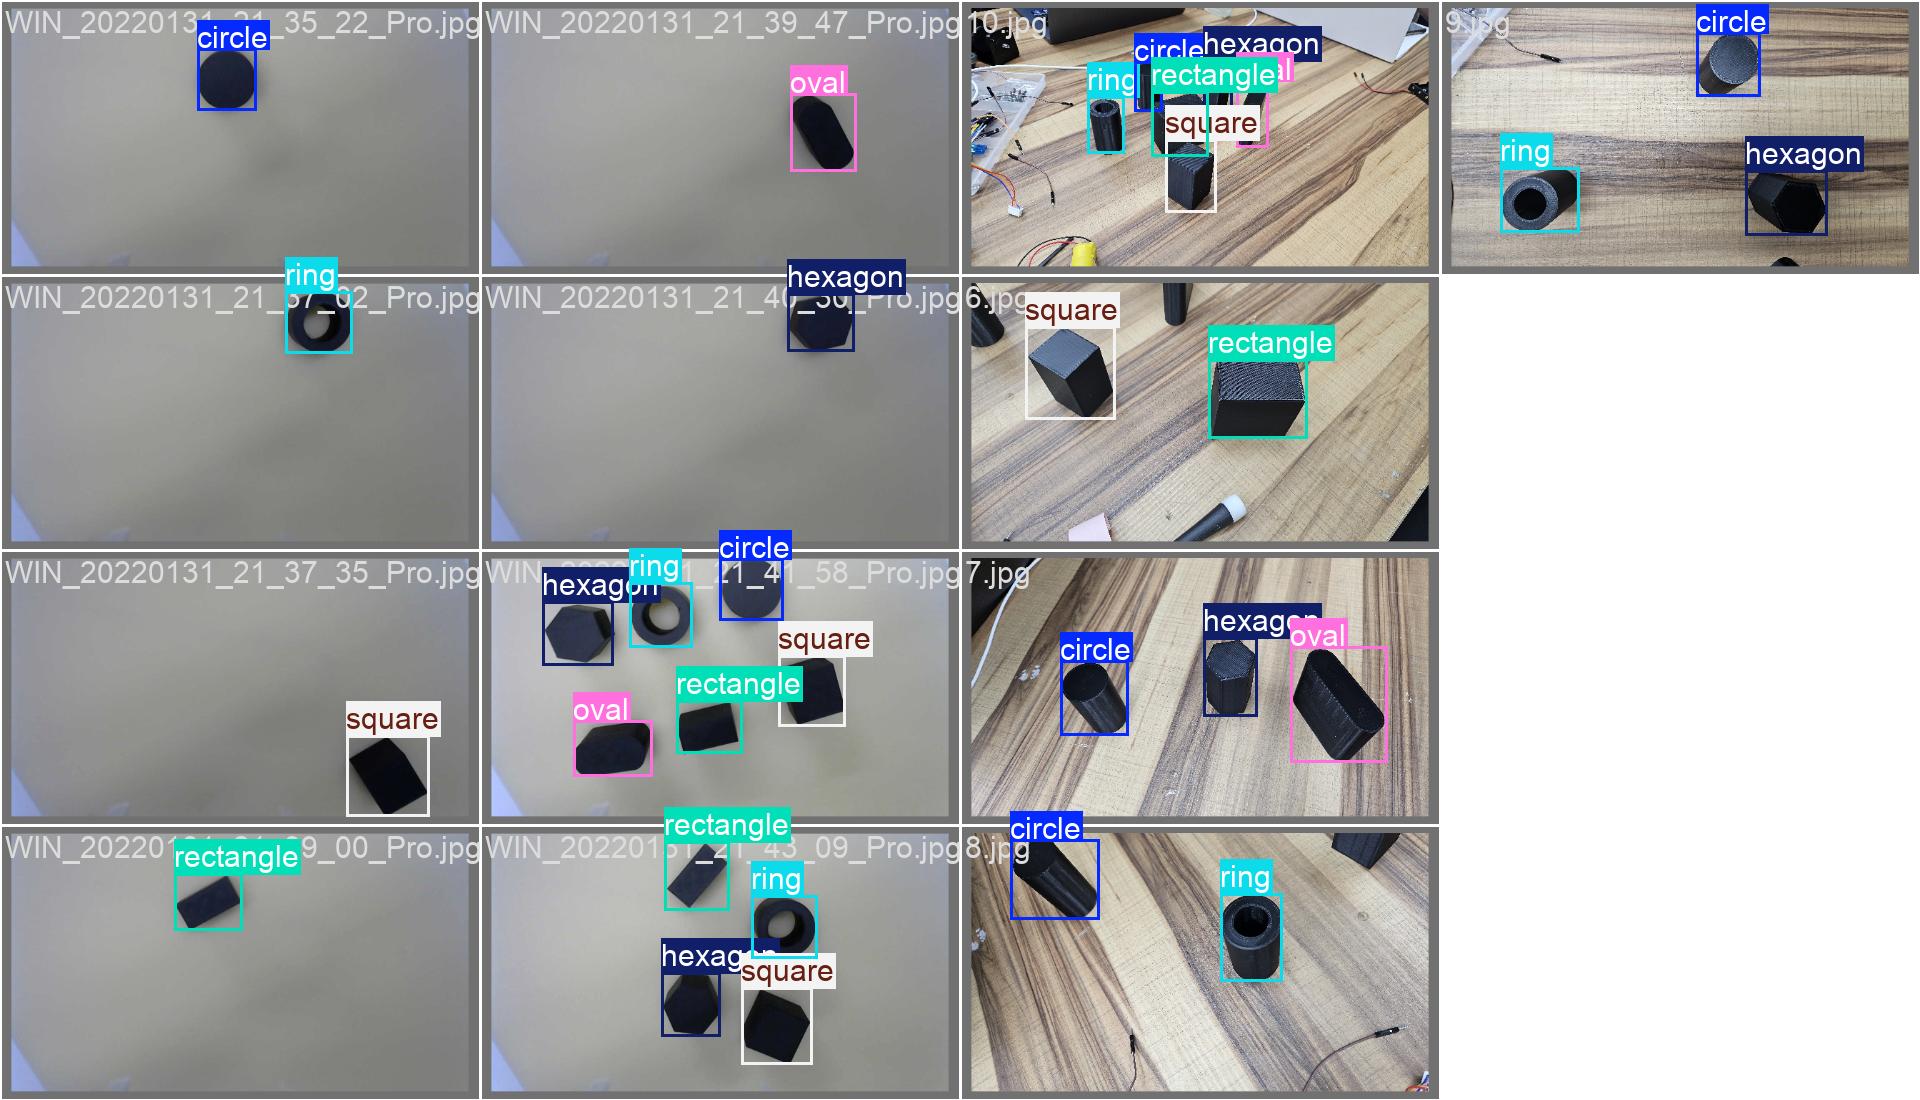 WIN_20220131_21_35_22_Pro.jpg
circle
WIN_20220131_21_39_47_Pro.jpg
oval
10.jpg
circle
hexagon
ring
rectangle
square
9.jpg
circle
ring
hexagon
ring
hexagon
6.jpg
square
rectangle
WIN_20220131_21_37_35_Pro.jpg
square
hexagon
ring
circle
square
rectangle
oval
7.jpg
circle
hexagon
oval
rectangle
rectangle
ring
hexagon
square
8.jpg
circle
ring